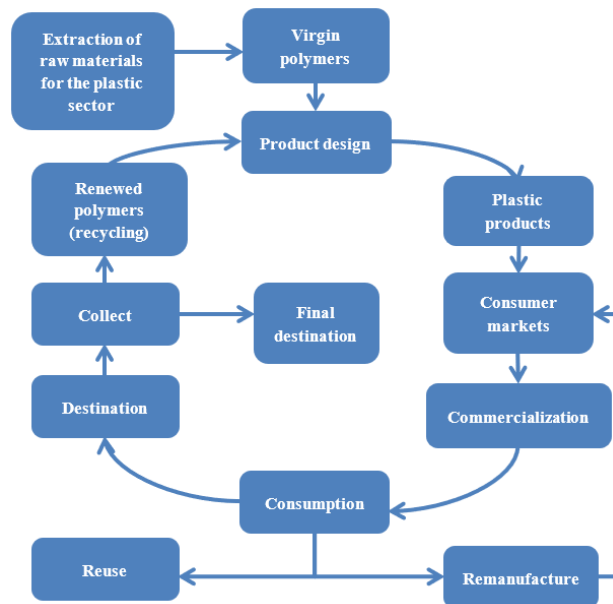 Extraction of
raw materials
for the plastic
sector
Virgin
polymers
Product design
Renewed
polymers
(recycling)
Plastic
products
Collect
Final
destination
Consumer
markets
Destination
Commercialization
Consumption
Reuse
Remanufacture